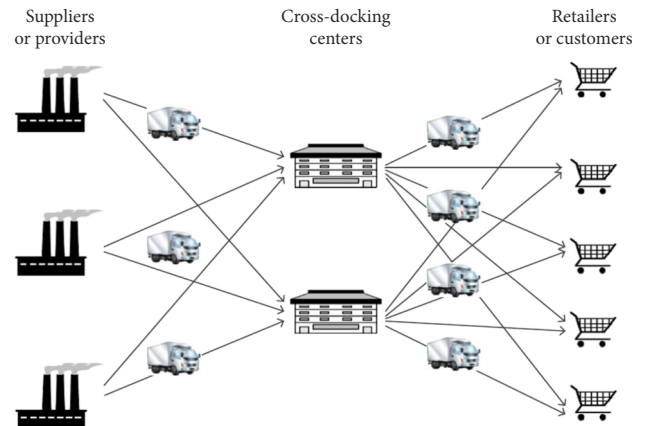 Suppliers
or providers
Cross-docking
centers
Retailers
or customers